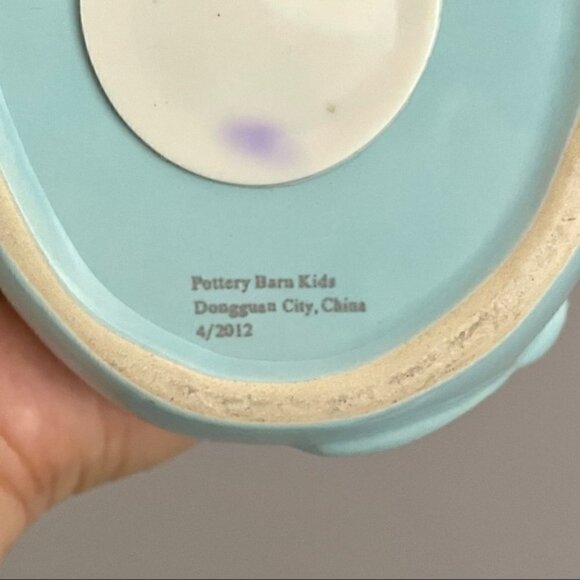 Pottery Barn Kids
Dongguan City, China
4/2012